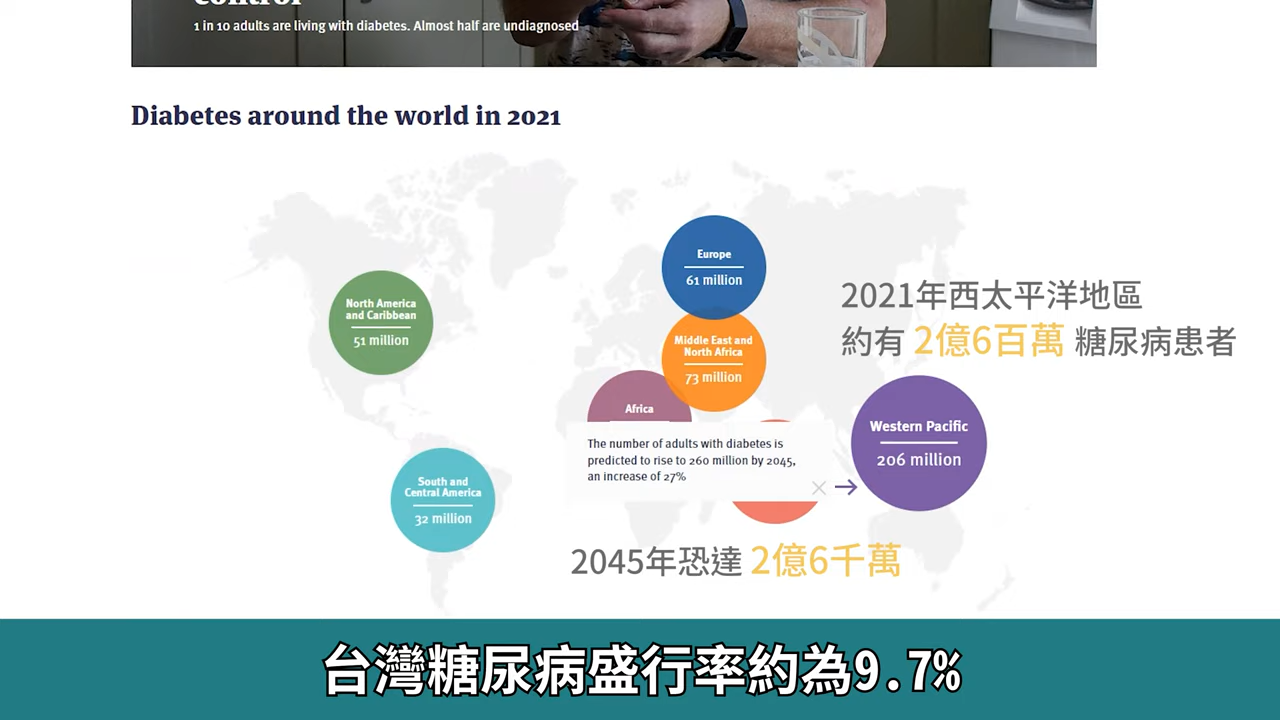 control
1 in 10 adults are living with diabetes. Almost half are undiagnosed
Diabetes around the world in 2021
Europe
61 million
North America
and Caribbean
51 million
2021年西太平洋地區
約有 2億6百萬 糖尿病患者
Middle East and
North Africa
73 million
Africa
Western Pacific
206 million
The number of adults with diabetes is
predicted to rise to 260 million by 2045,
an increase of 27%
South and
Central America
32 million
2045年恐達 2億6千萬
台灣糖尿病盛行率約為9.7%